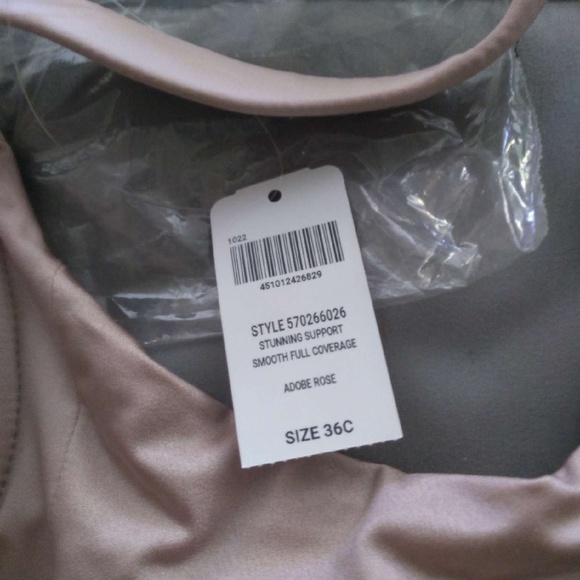 1022
451012426829
STYLE 570266026
STUNNING SUPPORT
SMOOTH FULL COVERAGE
ADOBE ROSE
SIZE 36C